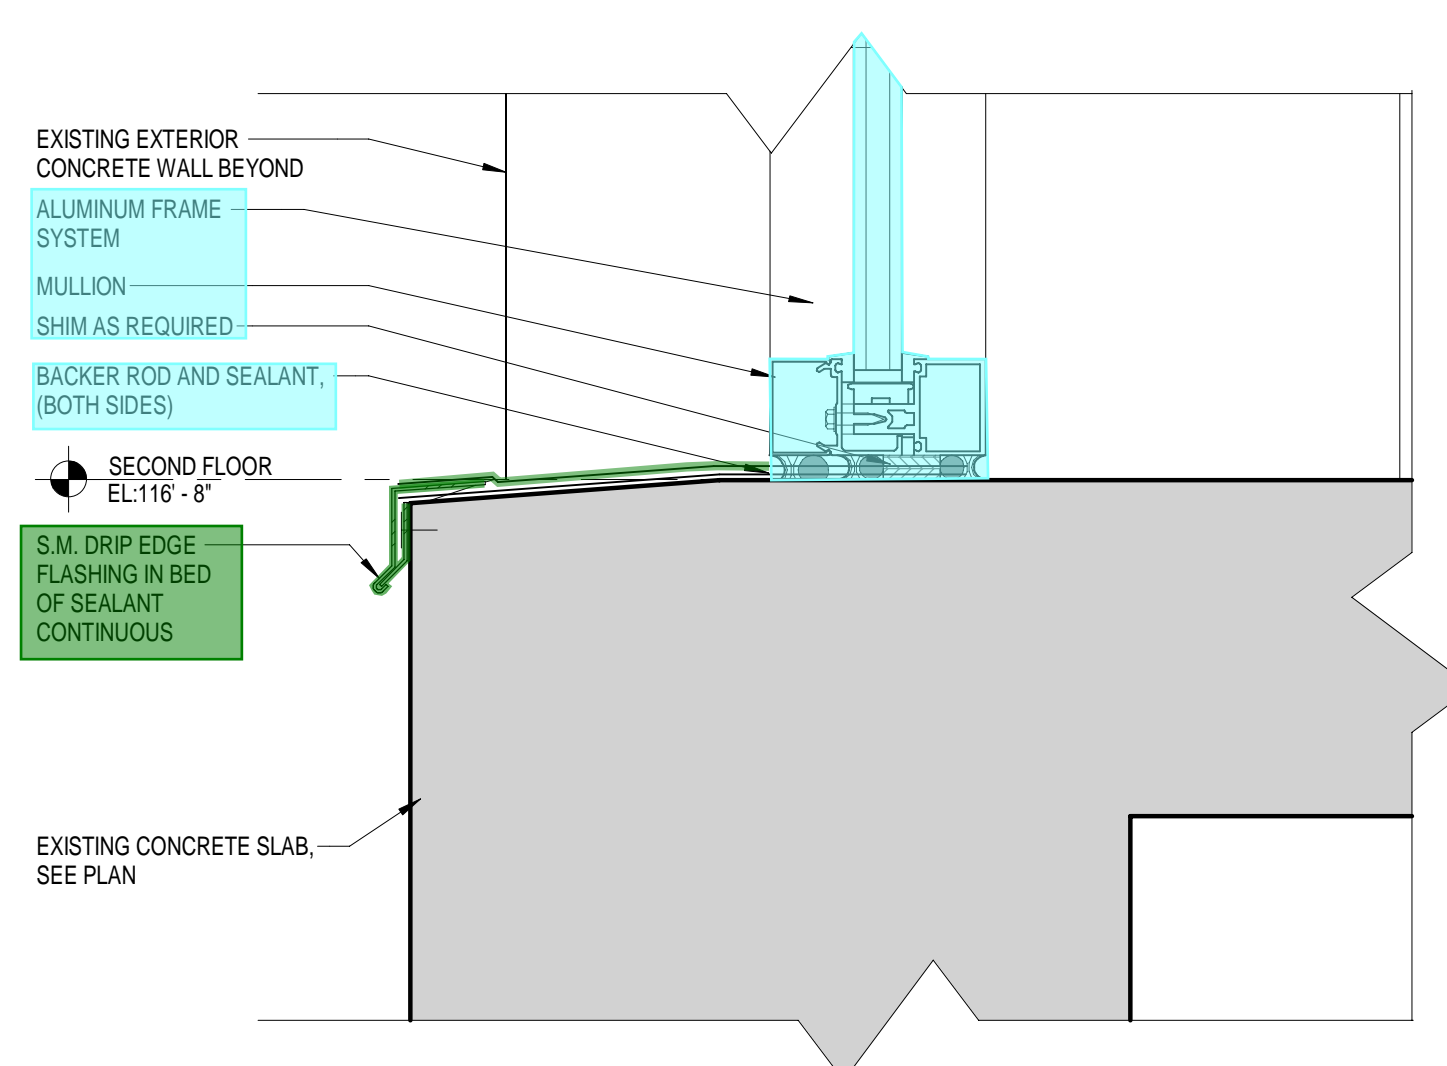 EXISTING EXTERIOR
CONCRETE WALL BEYOND
ALUMINUM FRAME
SYSTEM
MULLION
SHIM AS REQUIRED
BACKER ROD AND SEALANT,
(BOTH SIDES)
SECOND FLOOR
EL:116' - 8"
S.M. DRIP EDGE
FLASHING IN BED
OF SEALANT
CONTINUOUS
EXISTING CONCRETE SLAB,
SEE PLAN